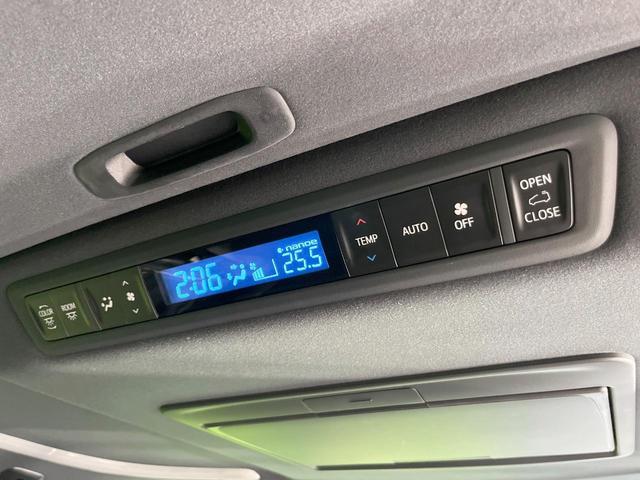 COLOR
ROOM
2:06
nanoe
25.5
TEMP
AUTO
OFF
OPEN
CLOSE